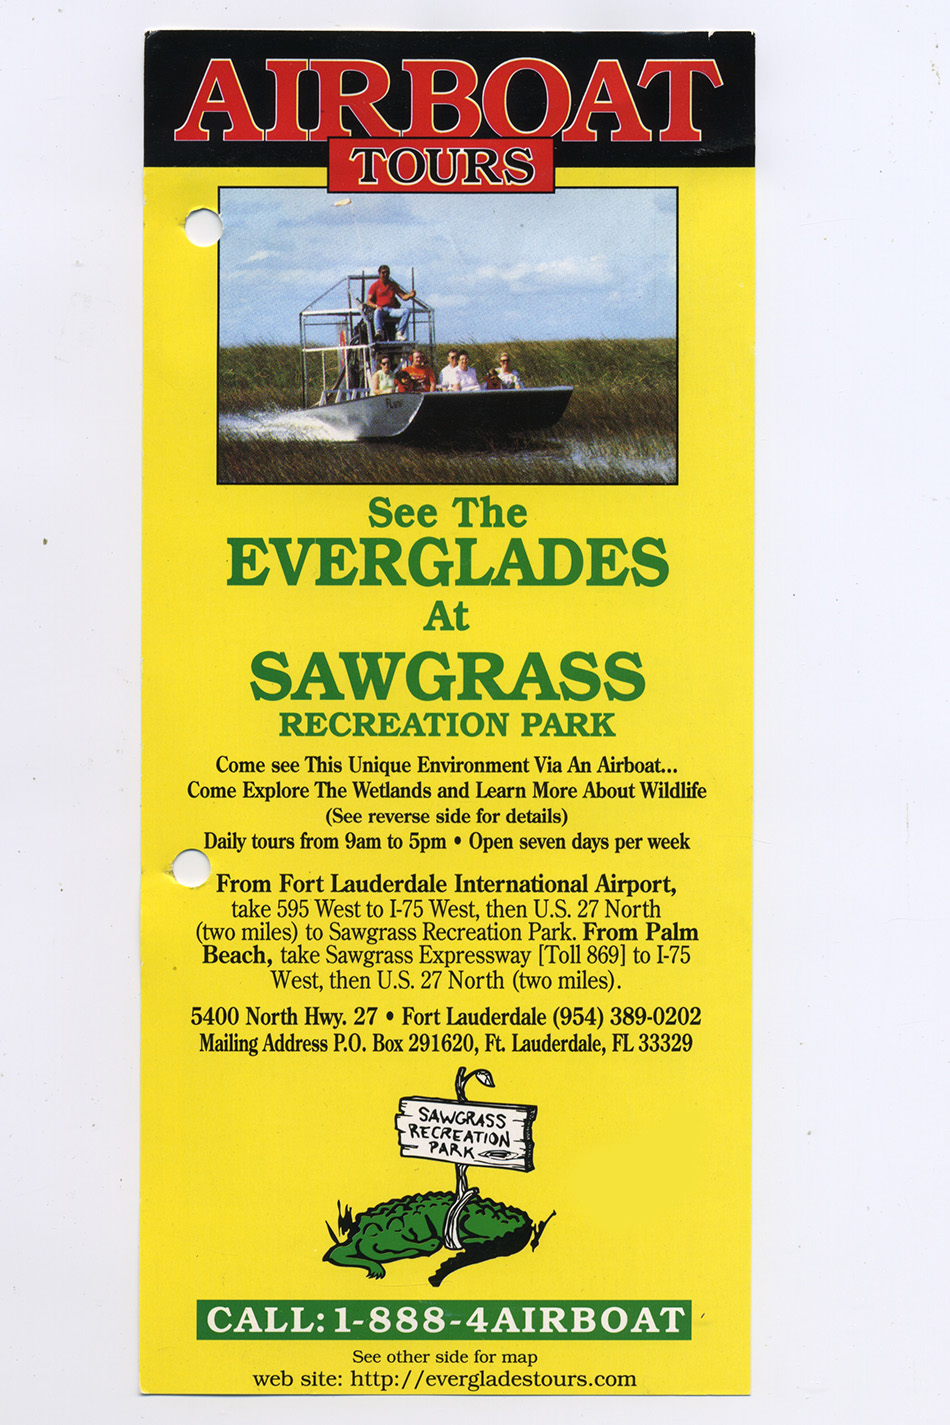 AIRBOAT
TOURS
See The
EVERGLADES
At
SAWGRASS
RECREATION PARK
Come see This Unique Environment Via An Airboat...
Come Explore The Wetlands and Learn More About Wildlife
(See reverse side for details)
Daily tours from 9am to 5pm • Open seven days per week
From Fort Lauderdale International Airport,
take 595 West to I-75 West, then U.S. 27 North
(two miles) to Sawgrass Recreation Park. From Palm
Beach, take Sawgrass Expressway [Toll 869] to I-75
West, then U.S. 27 North (two miles).
5400 North Hwy. 27 • Fort Lauderdale (954) 389-0202
Mailing Address P.O. Box 291620, Ft. Lauderdale, FL 33329
SAWGRASS
RECREATION
PARK
CALL: 1-888-4AIRBOAT
See other side for map
web site: http://evergladestours.com